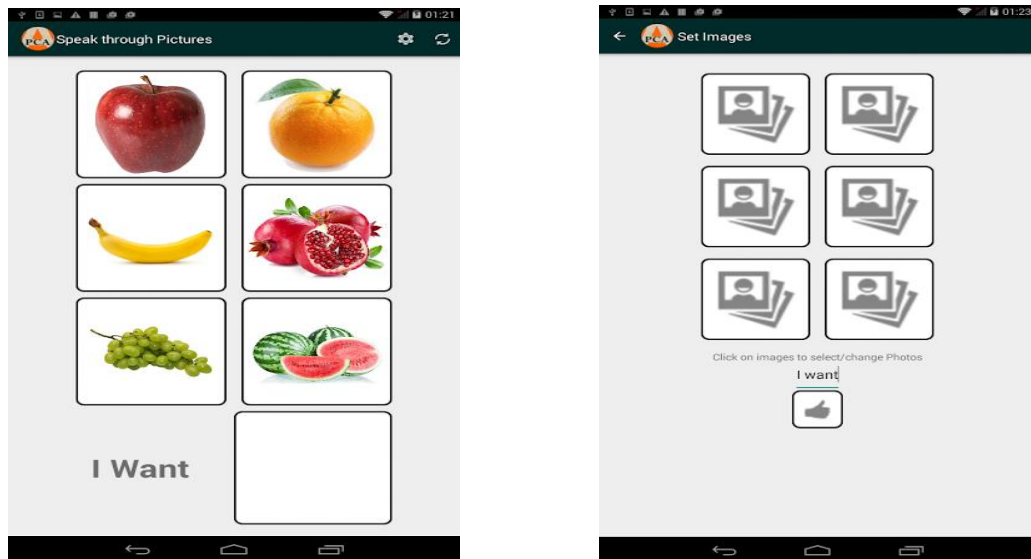 01:21
PCA Speak through Pictures
I Want
01:23
PCA Set Images
Click on images to select/change Photos
I want